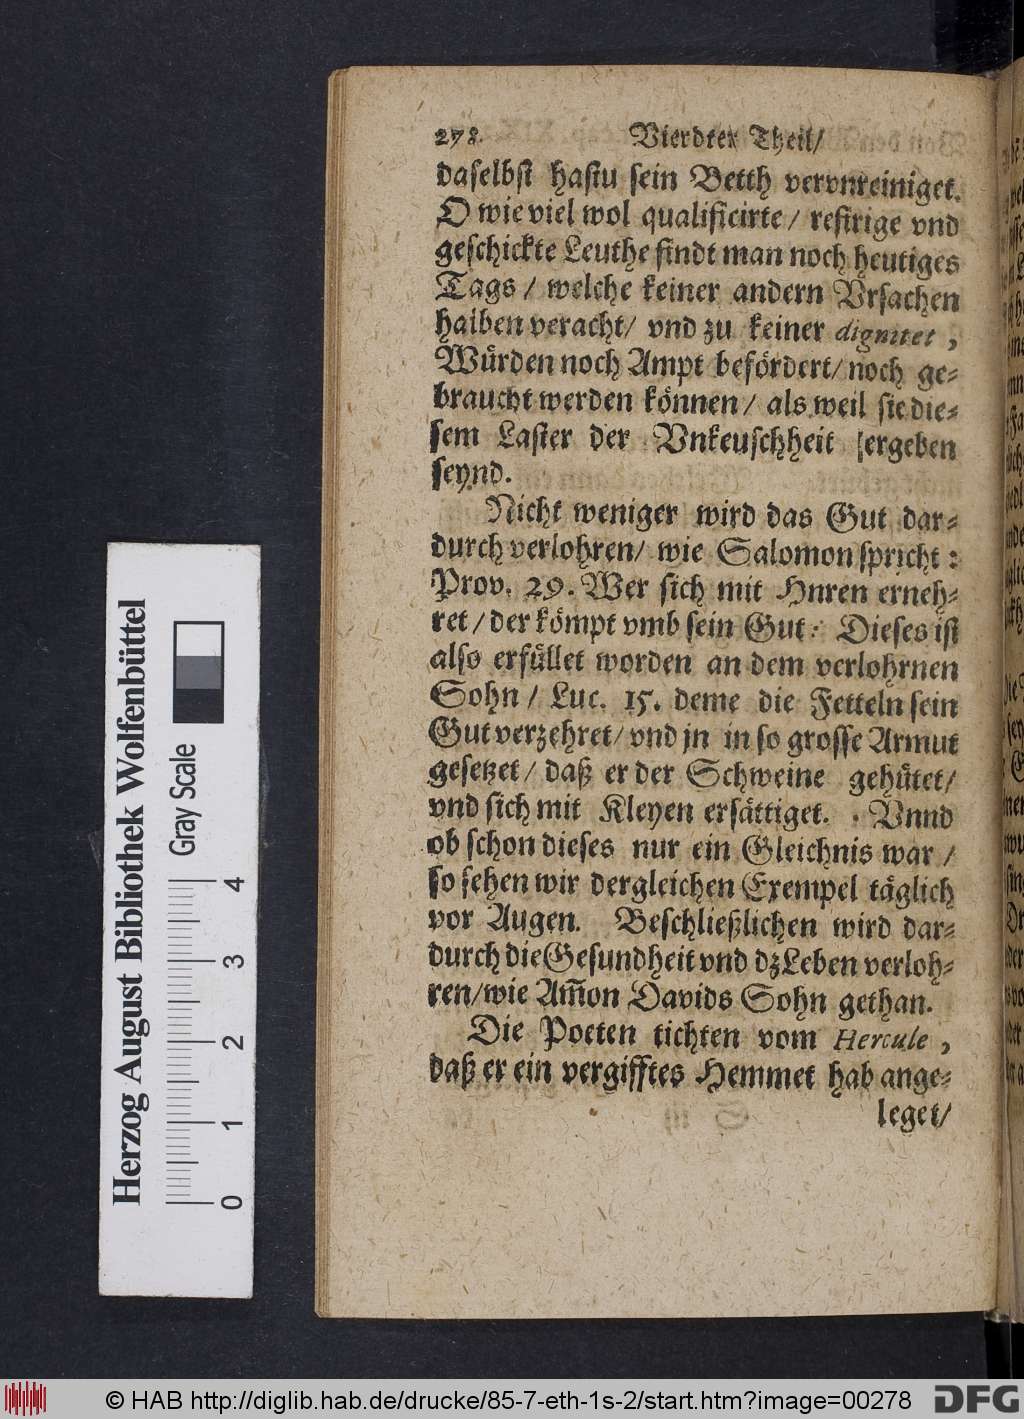 278. Vierdter Theil/
daselbst hastu sein Betth vervnreiniget.
O wie viel wol qualificirte /resirige vnd
geschickte Leuthe findt man noch heutiges
Tags / welche keiner andern Vrsachen
halben veracht/ vnd zu keiner dignitet ,
Würden noch Ampt befördert/ noch ge-
braucht werden können / als weil sie die-
sem Laster der Vnkeuschheit ergeben
seynd.
Nicht weniger wird das Gut dar-
durch verlohren/ wie Salomon spricht :
Prov. 29. Wer sich mit Hnren erneh-
ret / der kömpt vmb sein Gut. Dieses ist
also erfüllet worden an dem verlohrnen
Sohn / Luc. 15. deme die Fetteln sein
Gut verzehret/ vnd jn in so grosse Armut
gesetzet / daß er der Schweine gehütet/
vnd sich mit Kleyen ersättiget. Vnnd
ob schon dieses nur ein Gleichnis war /
so sehen wir dergleichen Exempel täglich
vor Augen. Beschließlichen wird dar-
durch die Gesundheit vnd dz Leben verloh-
ren/wie Am̃on Davids Sohn gethan.
Die Poeten tichten vom Hercule ,
daß er ein vergifftes Hemmet hab ange-
leget/
Herzog August Bibliothek Wolfenbüttel
Gray Scale
0 1 2 3 4
© HAB http://diglib.hab.de/drucke/85-7-eth-1s-2/start.htm?image=00278
DFG